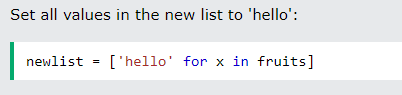 Set all values in the new list to 'hello':
newlist = ['hello' for x in fruits]